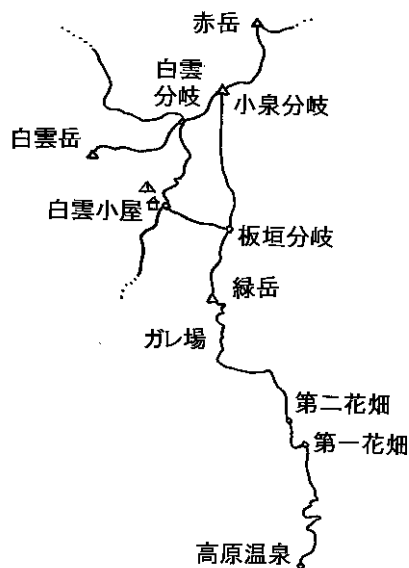 赤岳
白雲
分岐
小泉分岐
白雲岳
白雲小屋
板垣分岐
緑岳
ガレ場
第二花畑
第一花畑
高原温泉